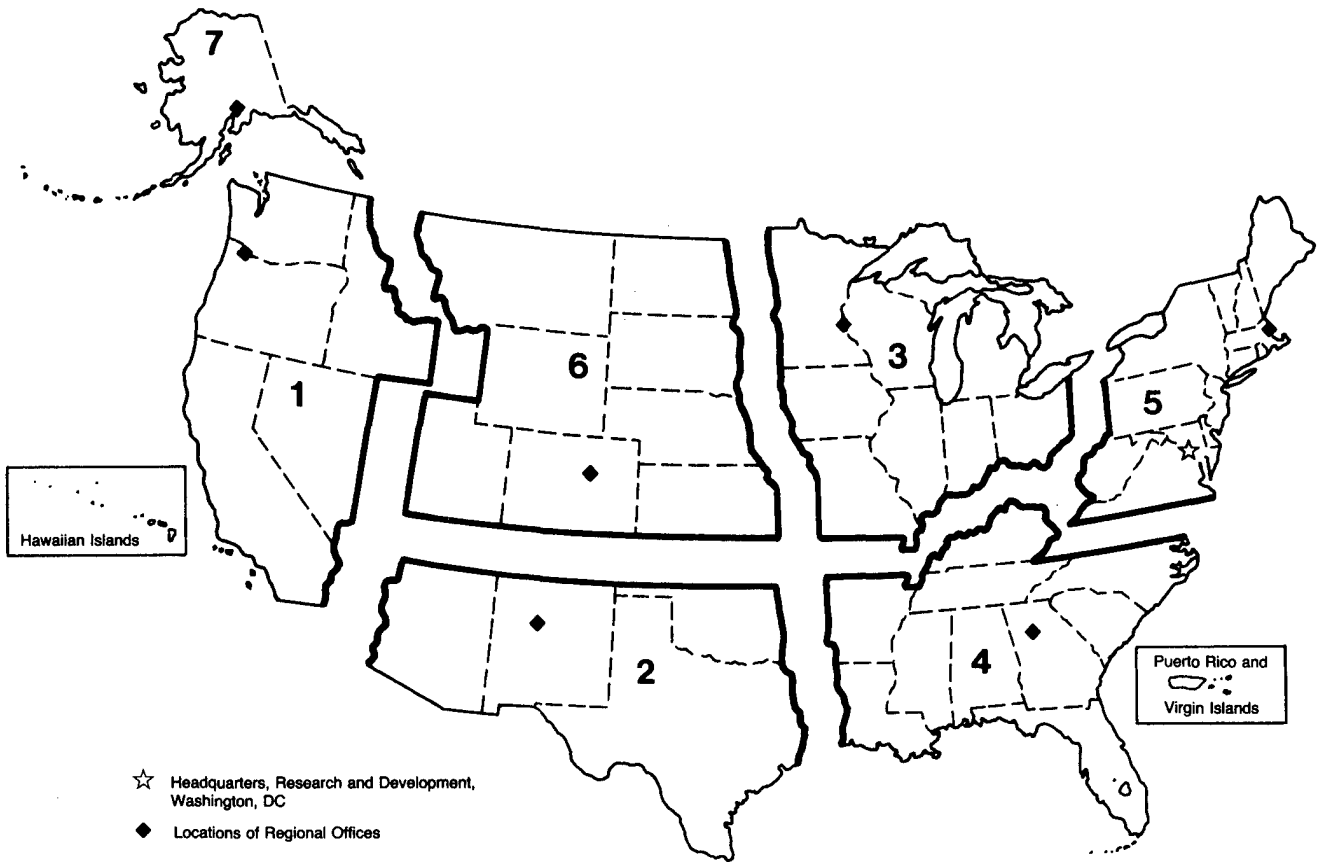 7
6
3
1
5
Hawaiian Islands
4
2
Puerto Rico and
Virgin Islands
Headquarters, Research and Development,
Washington, DC
Locations of Regional Offices